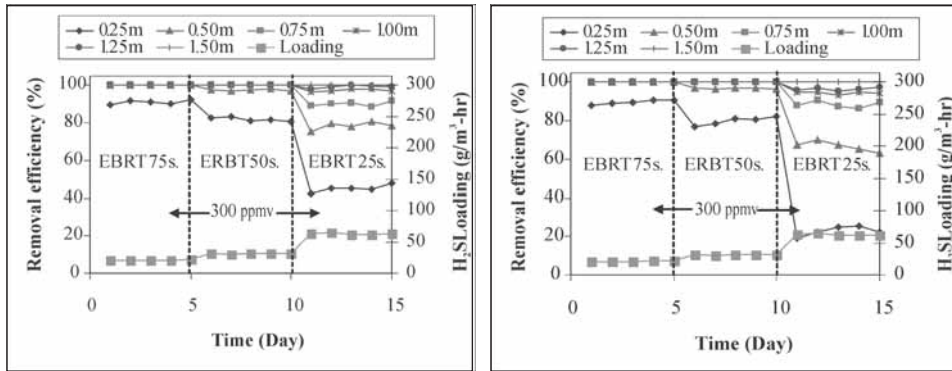 0.25m 0.50m 0.75m 1.00m
1.25m 1.50m Loading
Removal efficiency (%)
100
80
60
40
20
0
EBRT75s. ERBT50s. EBRT25s.
300 ppmv
300
250
200
150
100
50
0
H2SLoading (g/m³-hr)
0 5 10 15
Time (Day)
0.25m 0.50m 0.75m 1.00m
1.25m 1.50m Loading
Removal efficiency (%)
100
80
60
40
20
0
EBRT75s. ERBT50s. EBRT25s.
300 ppmv
300
250
200
150
100
50
0
H2SLoading (g/m³-hr)
0 5 10 15
Time (Day)